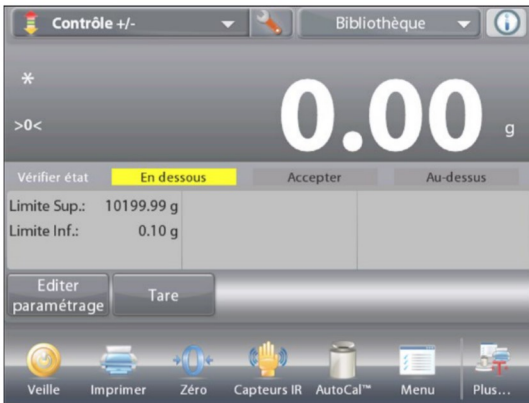 Contrôle +/-
Bibliothèque
*
>0<
0.00 g
Vérifier état
En dessous
Accepter
Au-dessus
Limite Sup.: 10199.99 g
Limite Inf.: 0.10 g
Editer
paramétrage
Tare
Veille
Imprimer
Zéro
Capteurs IR
AutoCal™
Menu
Plus...